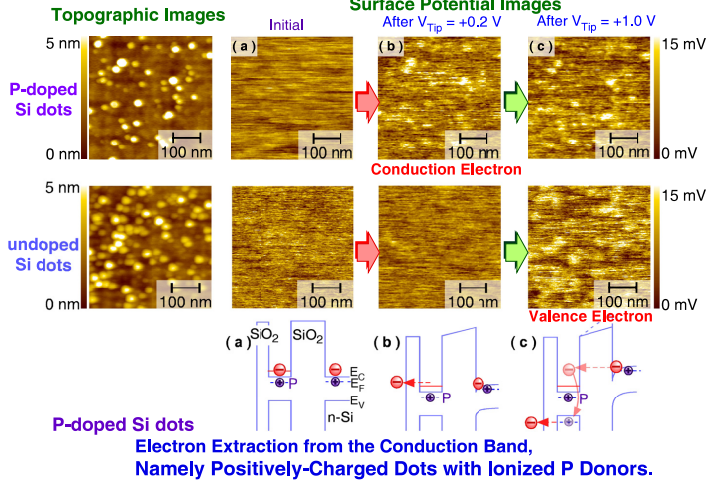 Topographic Images
Surface Potential Images
Initial
After V_Tip = +0.2 V
After V_Tip = +1.0 V
P-doped
Si dots
5 nm
0 nm
100 nm
(a)
100 nm
(b)
100 nm
(c)
100 nm
15 mV
0 mV
Conduction Electron
undoped
Si dots
5 nm
0 nm
100 nm
100 nm
100 nm
100 nm
15 mV
0 mV
Valence Electron
(a)
SiO2
SiO2
P
E_C
E_F
E_V
n-Si
(b)
P
(c)
P
P-doped Si dots
Electron Extraction from the Conduction Band,
Namely Positively-Charged Dots with Ionized P Donors.